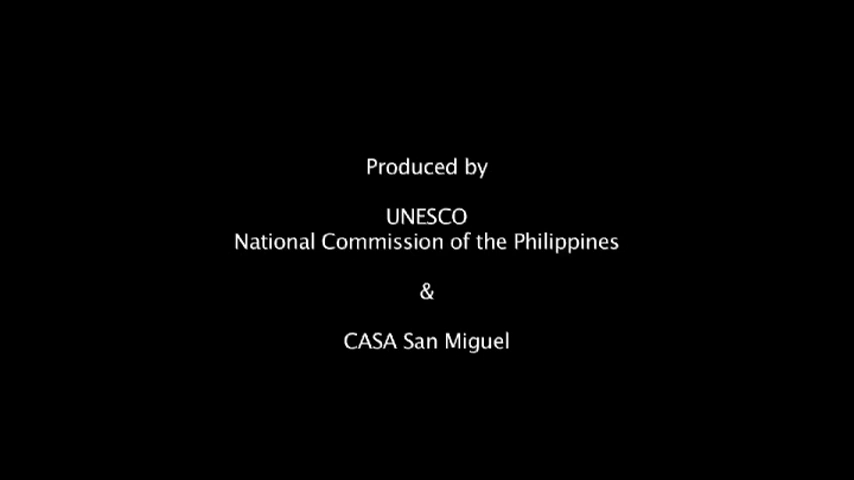 Produced by
UNESCO
National Commission of the Philippines
&
CASA San Miguel